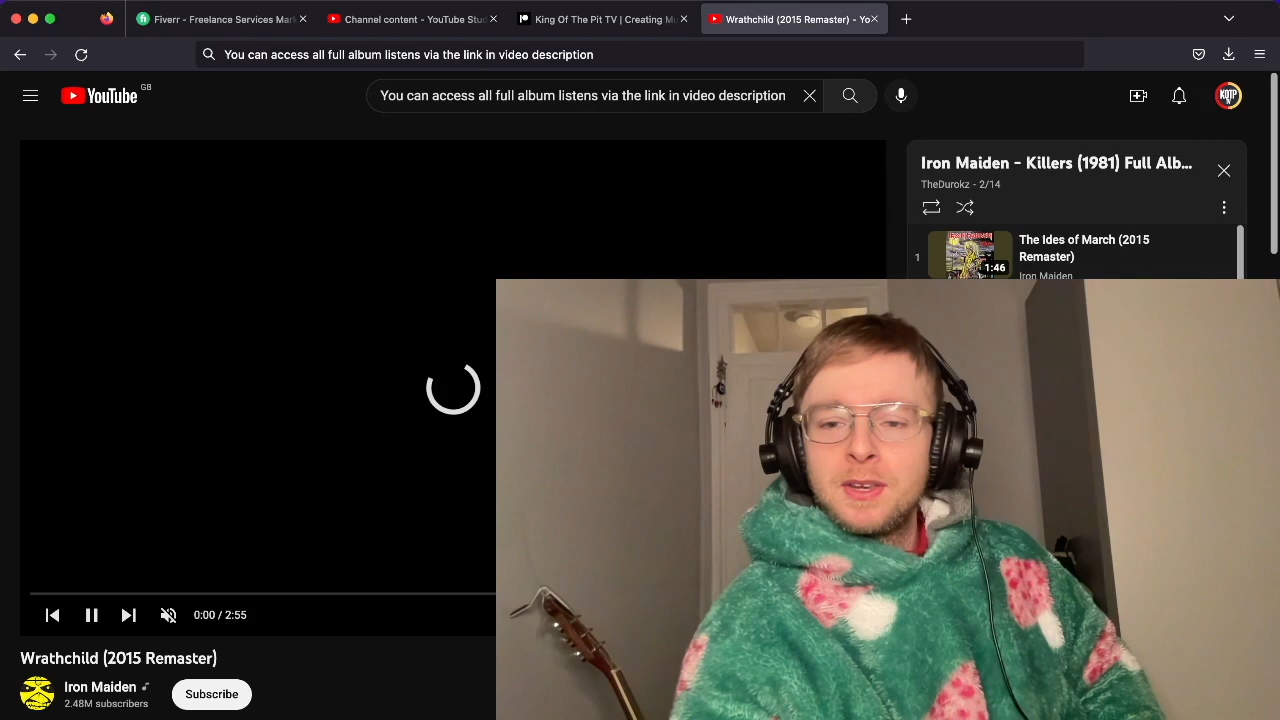 Fiverr - Freelance Services Mark
Channel content - YouTube Stud
King Of The Pit TV | Creating Mu
Wrathchild (2015 Remaster) - Yo
You can access all full album listens via the link in video description
YouTube
GB
You can access all full album listens via the link in video description
KOTP
Iron Maiden - Killers (1981) Full Alb...
TheDurokz - 2/14
1
1:46
The Ides of March (2015
Remaster)
Iron Maiden
0:00 / 2:55
Wrathchild (2015 Remaster)
Iron Maiden
2.48M subscribers
Subscribe